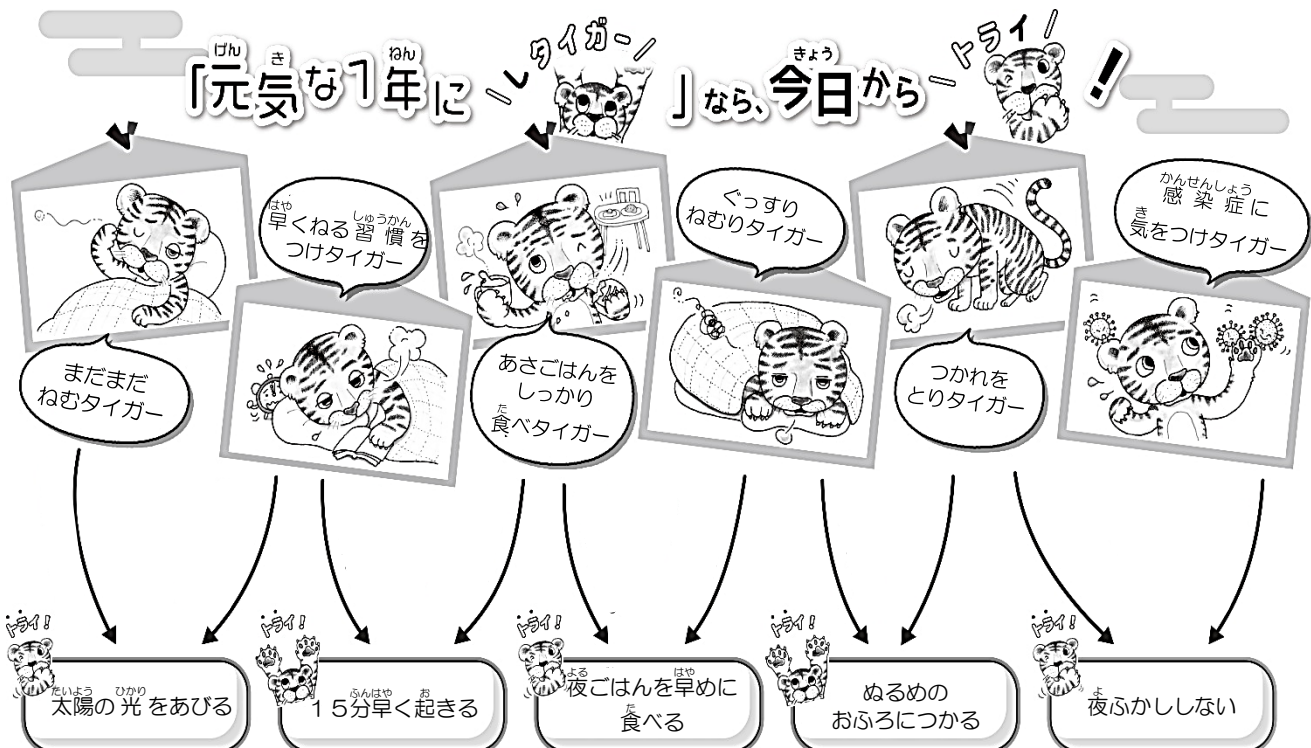 「元気な1年にしタイガー」なら、今日からトライ!
まだまだ
ねむタイガー
早くねる習慣を
つけタイガー
あさごはんを
しっかり
食べタイガー
ぐっすり
ねむりタイガー
つかれを
とりタイガー
感染症に
気をつけタイガー
トライ!
太陽の光をあびる
トライ!
15分早く起きる
トライ!
夜ごはんを早めに
食べる
トライ!
ぬるめの
おふろにつかる
トライ!
夜ふかししない